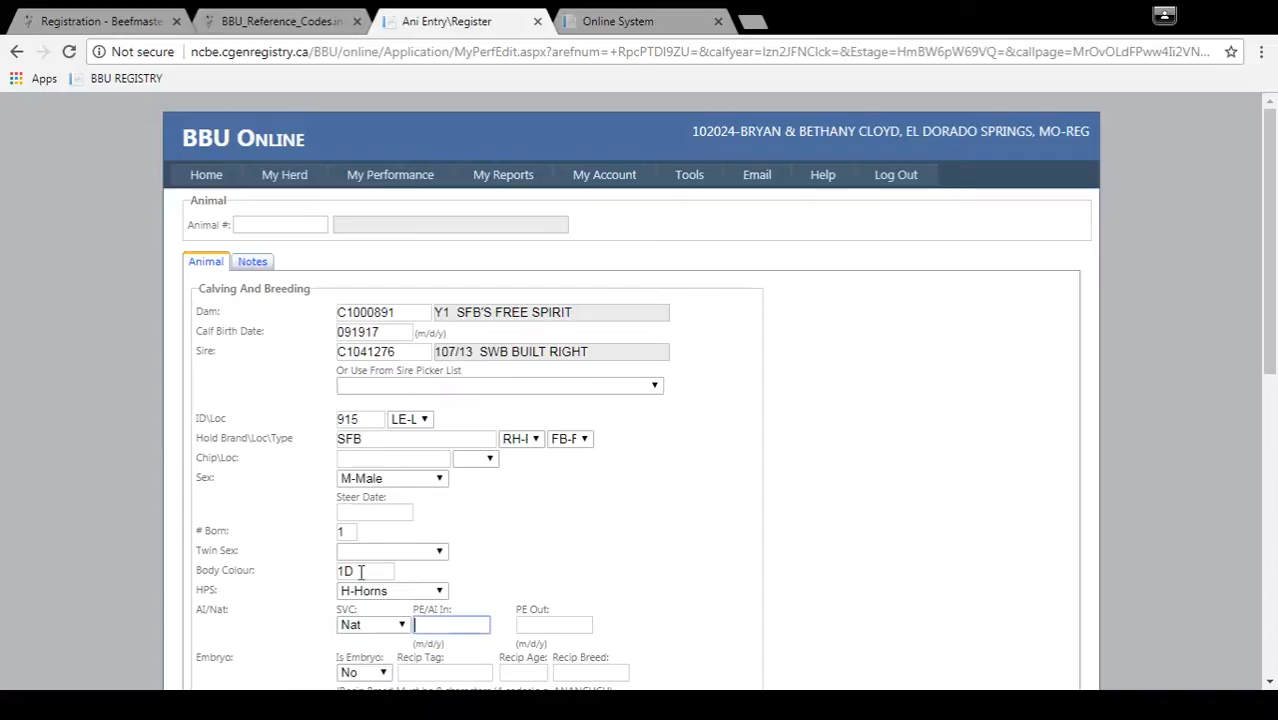 Registration - Beefmaste
BBU_Reference_Codes.in
Ani Entry\Register
Online System
Not secure
ncbe.cgenregistry.ca/BBU/online/Application/MyPerfEdit.aspx?arefnum=+RpcPTDI9ZU=&calfyear=Izn2JFNClck=&Estage=HmBW6pW69VQ=&callpage=MrOvOLdFPww4Ii2VN...
Apps BBU REGISTRY
BBU ONLINE
102024-BRYAN & BETHANY CLOYD, EL DORADO SPRINGS, MO-REG
Home My Herd My Performance My Reports My Account Tools Email Help Log Out
Animal
Animal #:
Animal Notes
Calving And Breeding
Dam: C1000891 Y1 SFB'S FREE SPIRIT
Calf Birth Date: 091917 (m/d/y)
Sire: C1041276 107/13 SWB BUILT RIGHT
Or Use From Sire Picker List
ID\Loc 915 LE-L
Hold Brand\Loc\Type SFB RH-I FB-F
Chip\Loc:
Sex: M-Male
Steer Date:
# Born: 1
Twin Sex:
Body Colour: 1D
HPS: H-Horns
AI/Nat: SVC: PE/AI In: PE Out:
Nat
(m/d/y) (m/d/y)
Embryo: Is Embryo: Recip Tag: Recip Age: Recip Breed:
No